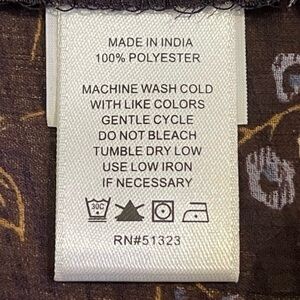 MADE IN INDIA
100% POLYESTER
MACHINE WASH COLD
WITH LIKE COLORS
GENTLE CYCLE
DO NOT BLEACH
TUMBLE DRY LOW
USE LOW IRON
IF NECESSARY
30C
RN#51323